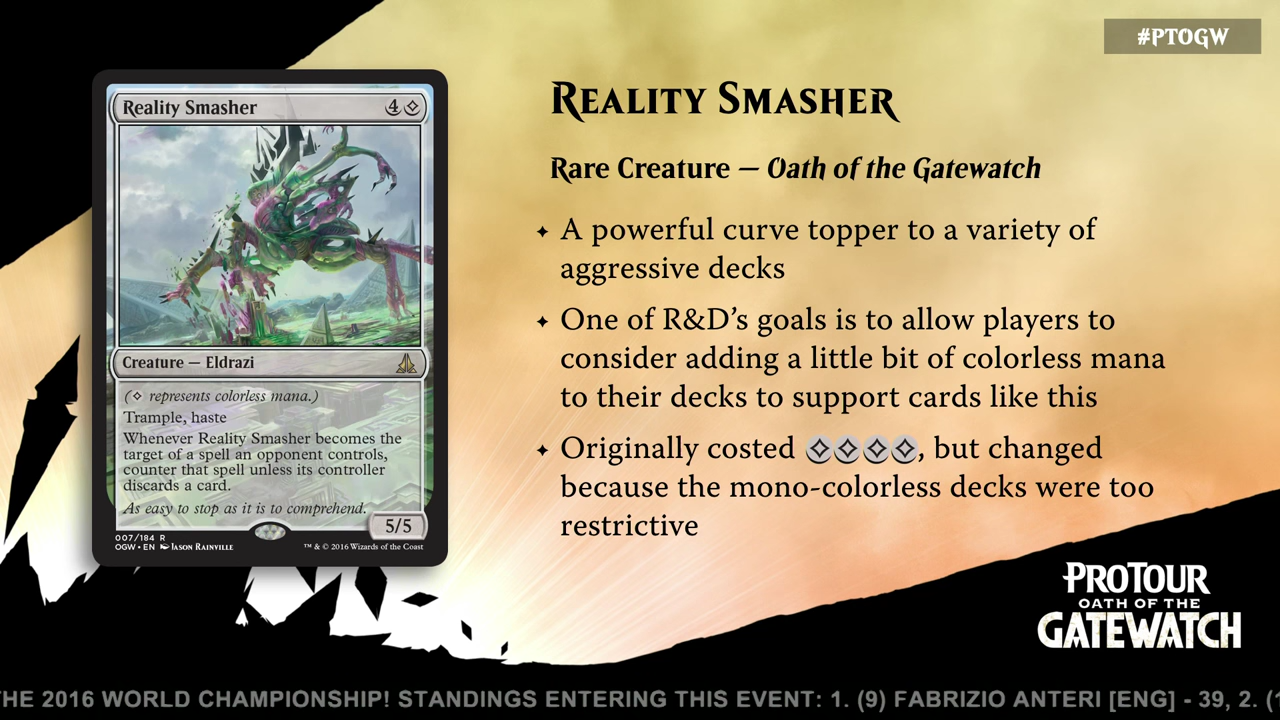 #PTOGW
Reality Smasher 4
Creature — Eldrazi
( represents colorless mana.)
Trample, haste
Whenever Reality Smasher becomes the
target of a spell an opponent controls,
counter that spell unless its controller
discards a card.
As easy to stop as it is to comprehend.
5/5
007/184 R
OGW • EN Jason Rainville
™ & © 2016 Wizards of the Coast
Reality Smasher
Rare Creature — Oath of the Gatewatch
A powerful curve topper to a variety of
aggressive decks
One of R&D’s goals is to allow players to
consider adding a little bit of colorless mana
to their decks to support cards like this
Originally costed , but changed
because the mono-colorless decks were too
restrictive
PRO TOUR
OATH OF THE
GATEWATCH
THE 2016 WORLD CHAMPIONSHIP! STANDINGS ENTERING THIS EVENT: 1. (9) FABRIZIO ANTERI [ENG] - 39, 2. (